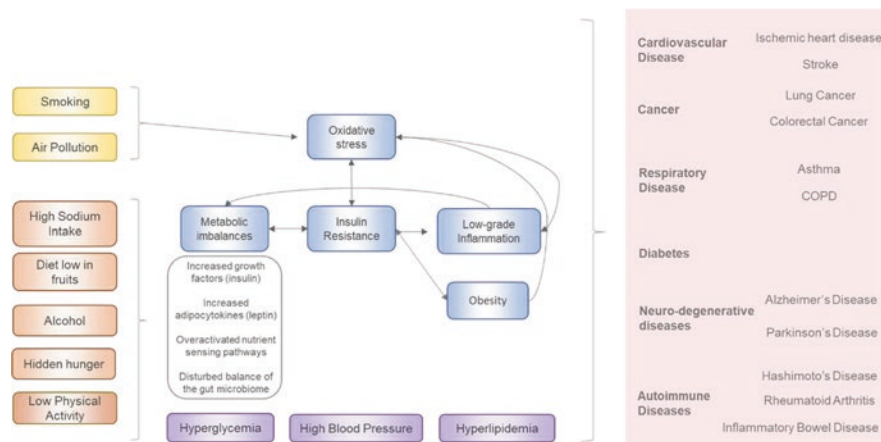 Smoking
Air Pollution
High Sodium
Intake
Diet low in
fruits
Alcohol
Hidden hunger
Low Physical
Activity
Oxidative
stress
Metabolic
imbalances
Insulin
Resistance
Low-grade
Inflammation
Obesity
Increased growth
factors (insulin)
Increased
adipocytokines (leptin)
Overactivated nutrient
sensing pathways
Disturbed balance of
the gut microbiome
Hyperglycemia
High Blood Pressure
Hyperlipidemia
Cardiovascular
Disease
Ischemic heart disease
Stroke
Cancer
Lung Cancer
Colorectal Cancer
Respiratory
Disease
Asthma
COPD
Diabetes
Neuro-degenerative
diseases
Alzheimer's Disease
Parkinson's Disease
Autoimmune
Diseases
Hashimoto's Disease
Rheumatoid Arthritis
Inflammatory Bowel Disease